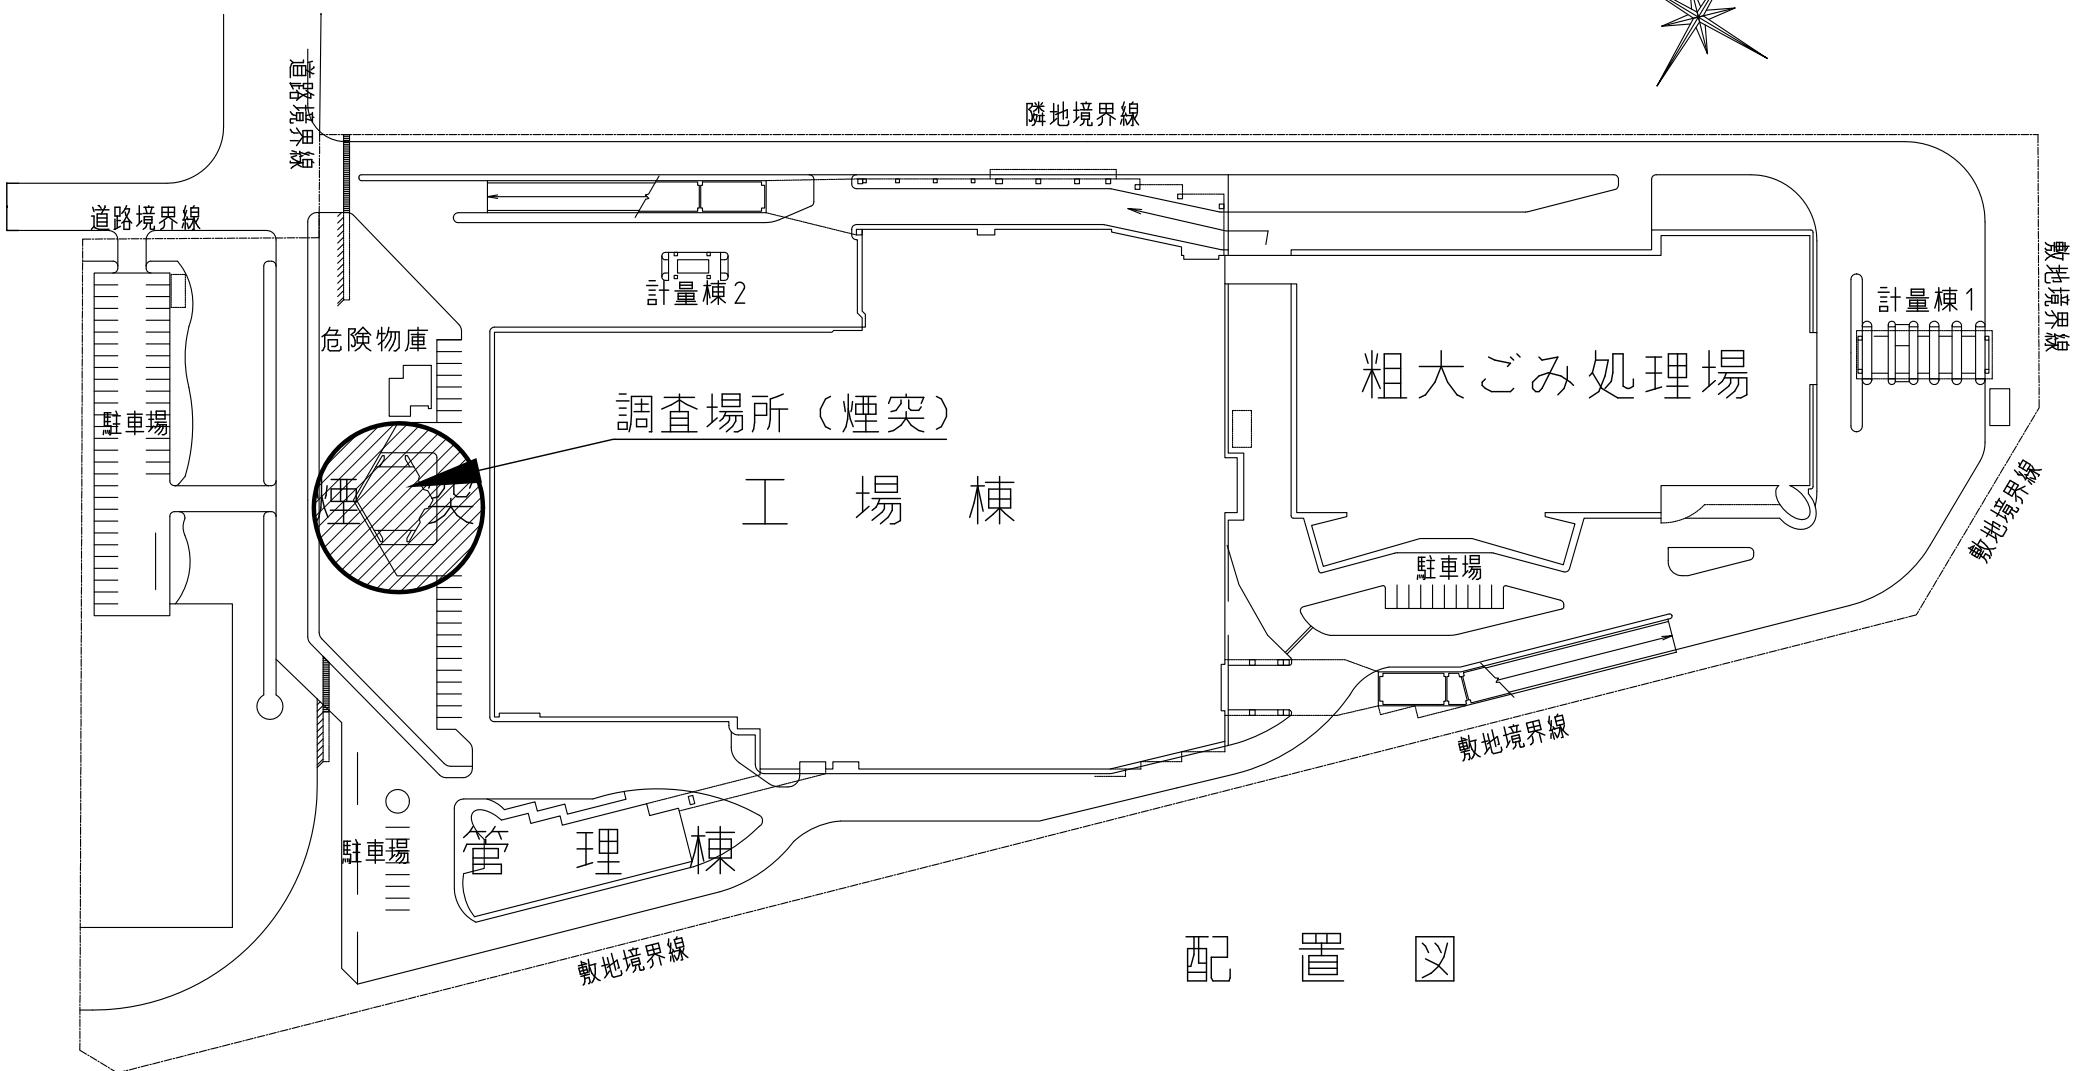 道路境界線
隣地境界線
道路境界線
敷地境界線
計量棟2
計量棟1
危険物庫
粗大ごみ処理場
駐車場
調査場所（煙突）
煙突
工場棟
敷地境界線
駐車場
敷地境界線
駐車場
管理棟
敷地境界線
配置図